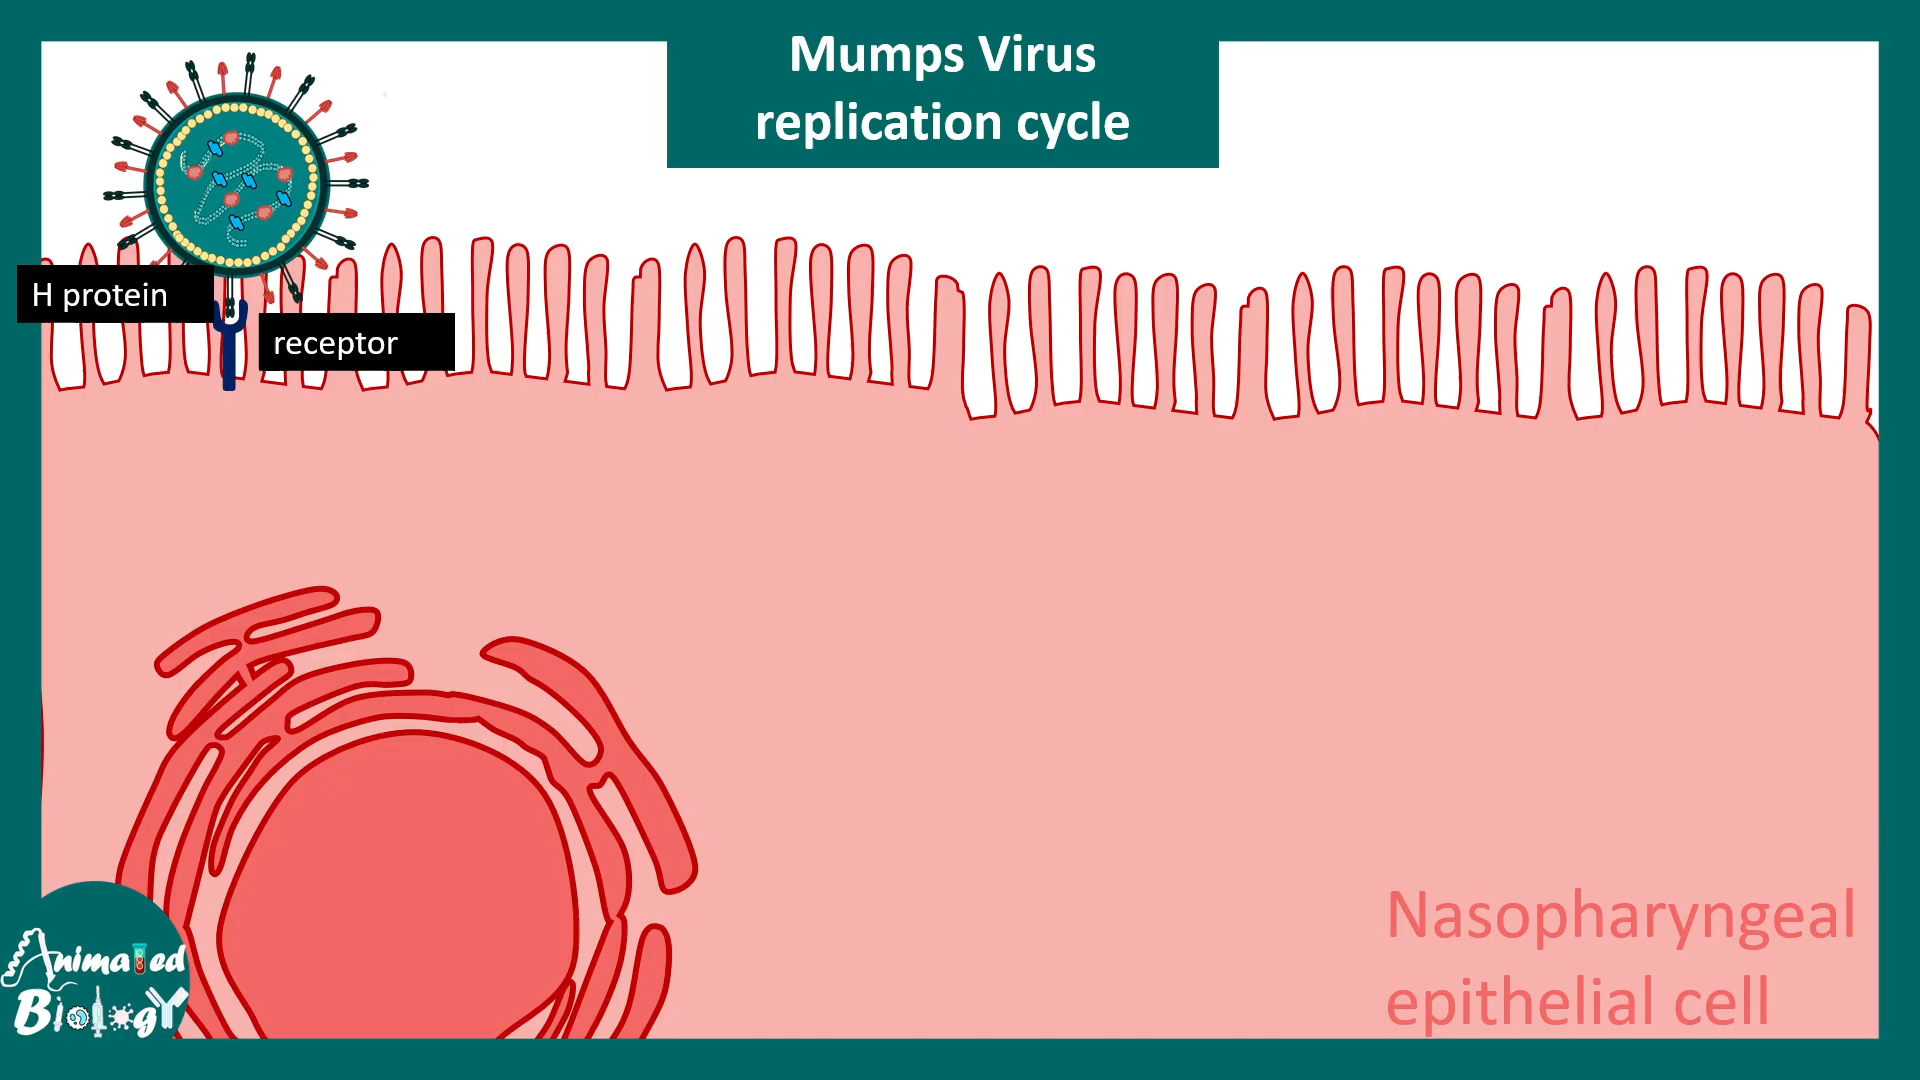 Mumps Virus
replication cycle
H protein
receptor
Nasopharyngeal
epithelial cell
Animated
Biology